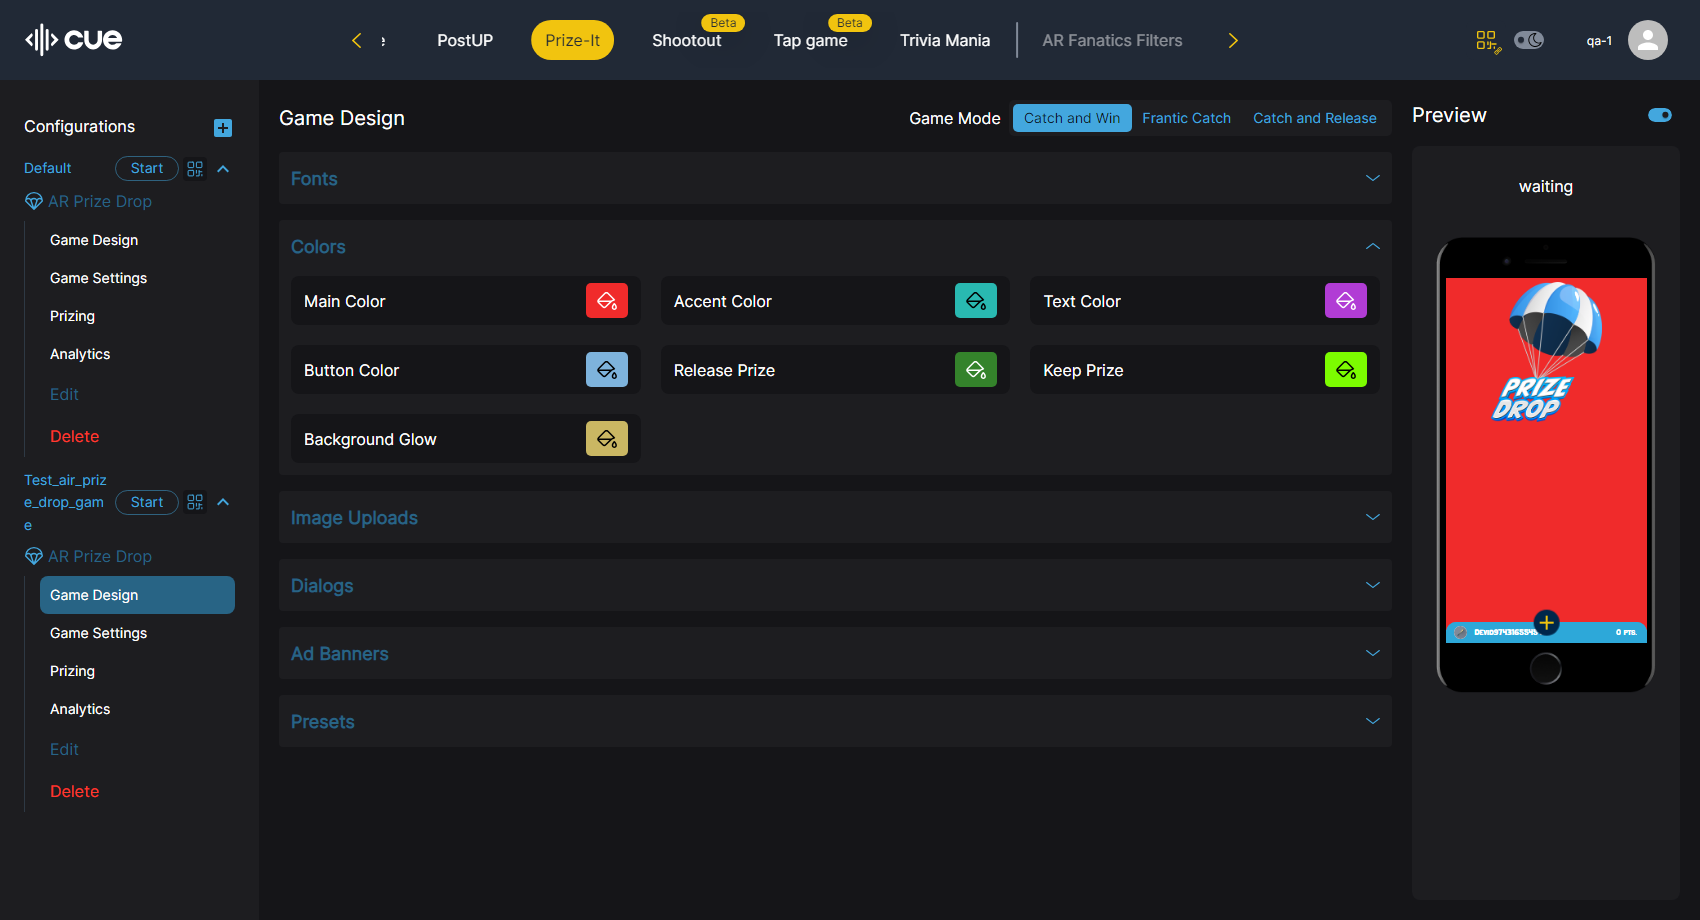 cue
PostUP
Prize-It
Shootout
Beta
Tap game
Beta
Trivia Mania
AR Fanatics Filters
qa-1
Configurations
Default
Start
AR Prize Drop
Game Design
Game Settings
Prizing
Analytics
Edit
Delete
Test_air_priz
e_drop_gam
e
Start
AR Prize Drop
Game Design
Game Settings
Prizing
Analytics
Edit
Delete
Game Design
Game Mode
Catch and Win
Frantic Catch
Catch and Release
Fonts
Colors
Main Color
Accent Color
Text Color
Button Color
Release Prize
Keep Prize
Background Glow
Image Uploads
Dialogs
Ad Banners
Presets
Preview
waiting
PRIZE
DROP
0 PTS.